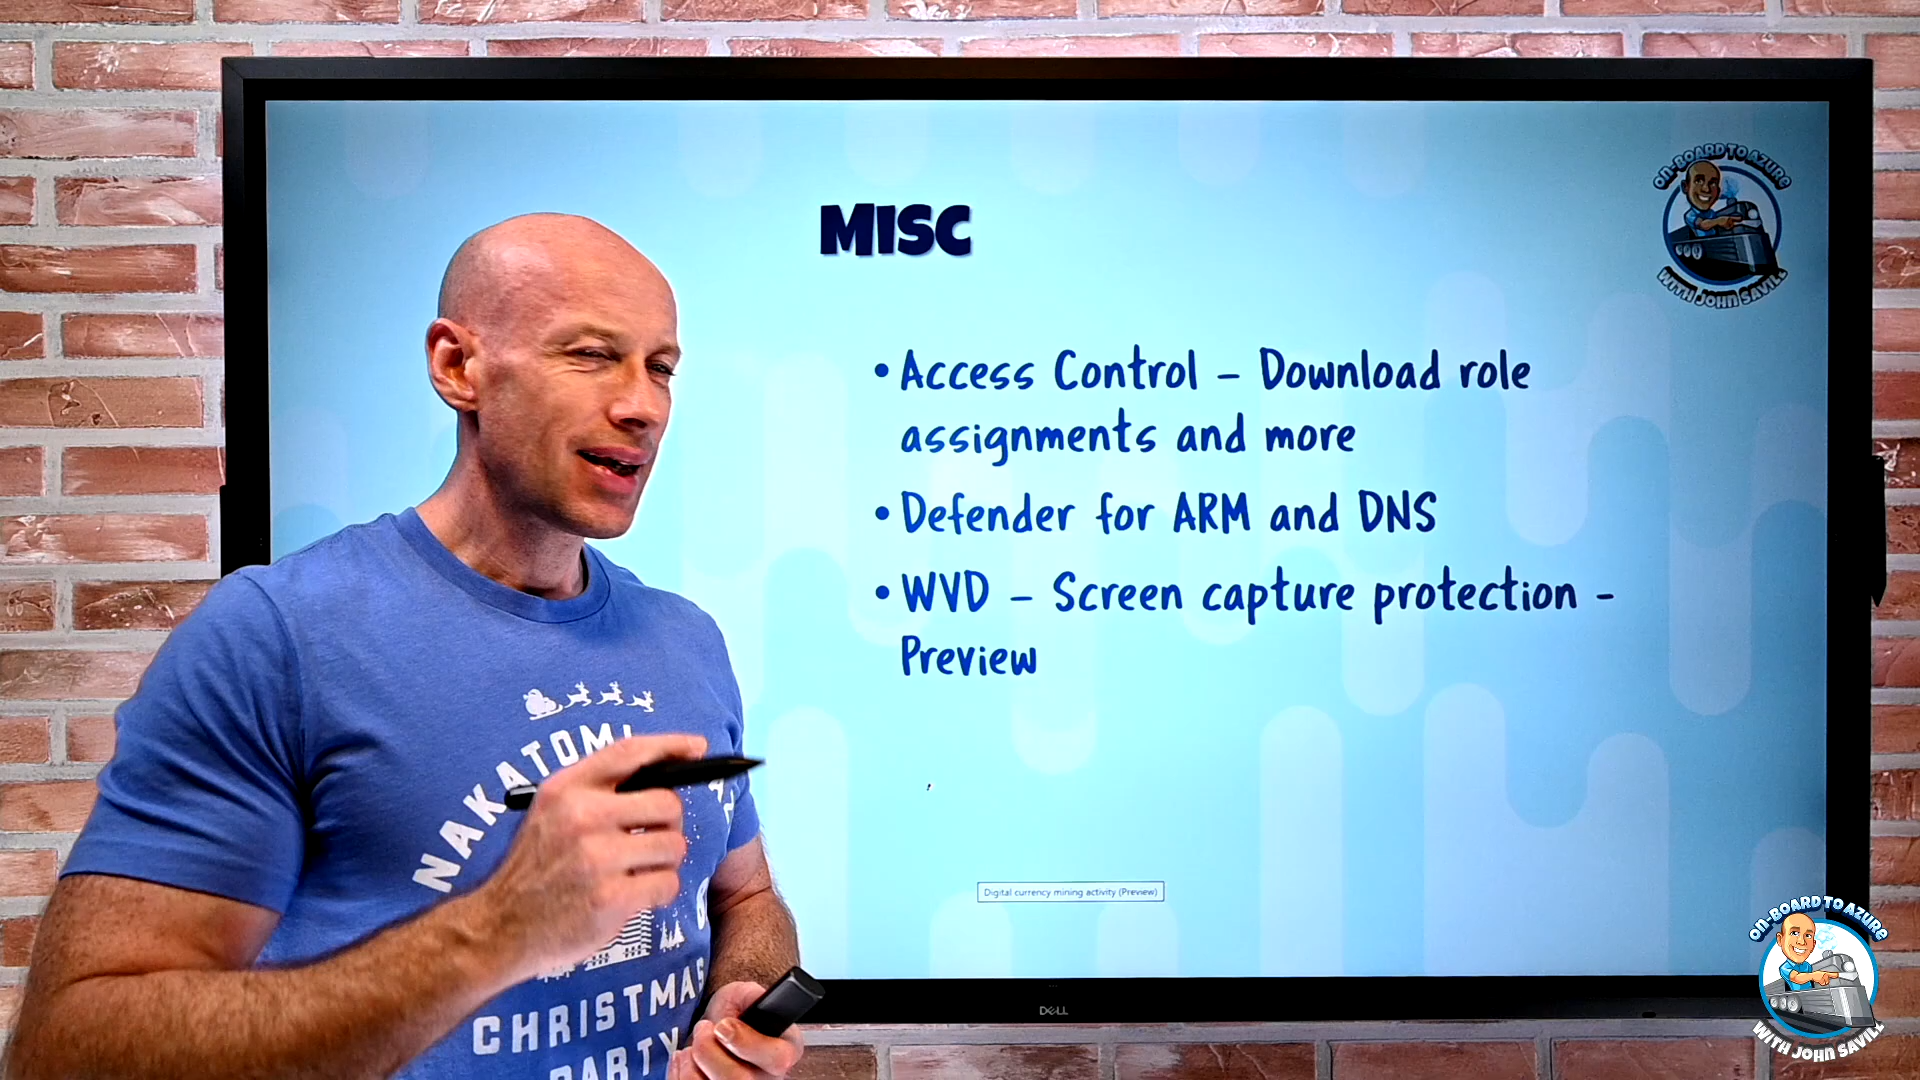 MISC
ON-BOARD TO AZURE
WITH JOHN SAVILL
• Access Control – Download role
assignments and more
• Defender for ARM and DNS
• WVD – Screen capture protection -
Preview
NAKATOMI
CHRISTMAS
PARTY
Digital currency mining activity (Preview)
DELL
ON-BOARD TO AZURE
WITH JOHN SAVILL